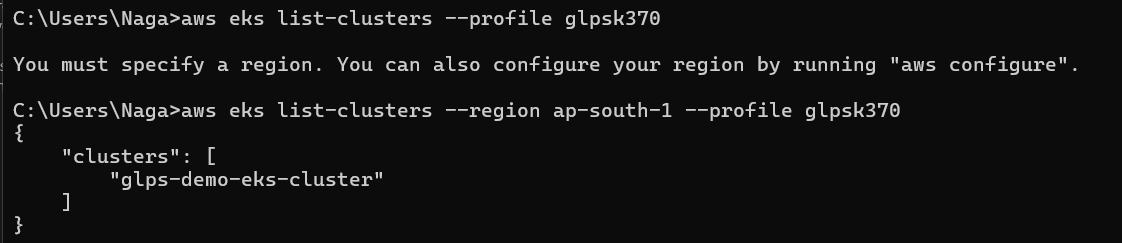 C:\Users\Naga>aws eks list-clusters --profile glpsk370
You must specify a region. You can also configure your region by running "aws configure".
C:\Users\Naga>aws eks list-clusters --region ap-south-1 --profile glpsk370
{
    "clusters": [
        "glps-demo-eks-cluster"
    ]
}